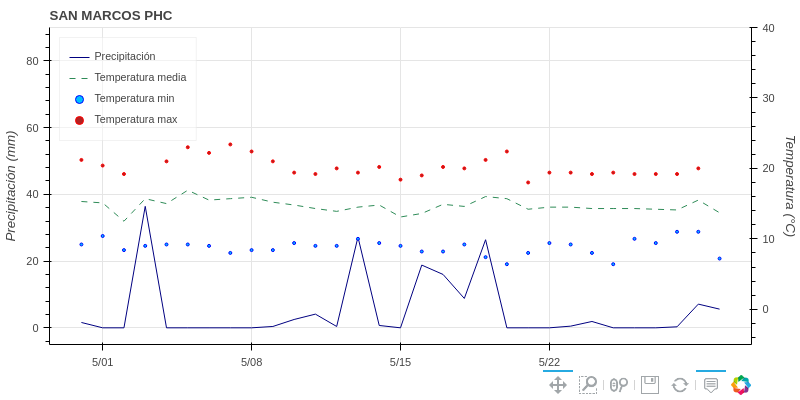 SAN MARCOS PHC
Precipitación
Temperatura media
Temperatura min
Temperatura max
Precipitación (mm)
80
60
40
20
0
Temperatura (°C)
40
30
20
10
0
5/01
5/08
5/15
5/22